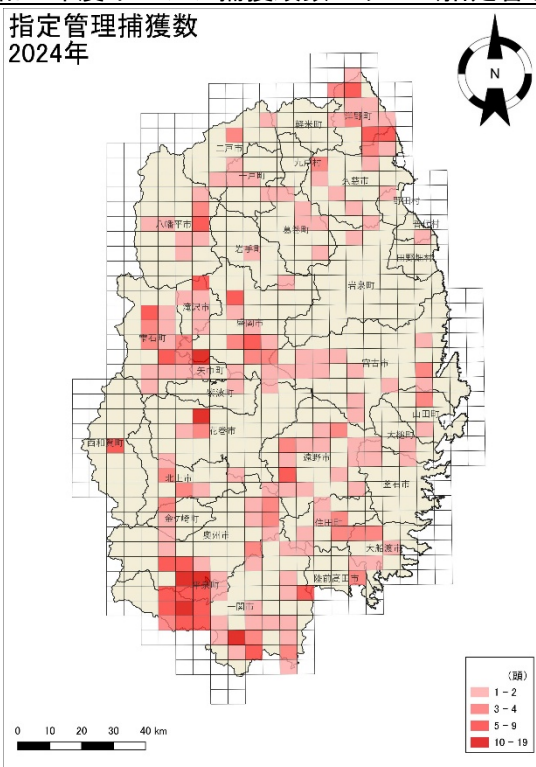 指定管理捕獲数
2024年
N
軽米町
洋野町
二戸市
九戸村
一戸町
久慈市
野田村
八幡平市
葛巻町
普代村
岩手町
田野畑村
岩泉町
滝沢市
盛岡市
雫石町
宮古市
矢巾町
紫波町
山田町
花巻市
大槌町
西和賀町
遠野市
北上市
釜石市
金ケ崎町
住田町
奥州市
大船渡市
平泉町
陸前高田市
一関市
(頭)
1-2
3-4
5-9
10-19
0 10 20 30 40 km